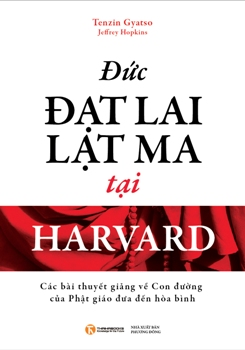 Tenzin Gyatso
Jeffrey Hopkins
Đức
ĐẠT LAI
LẠT MA
tại
HARVARD
Các bài thuyết giảng về Con đường
của Phật giáo đưa đến hòa bình
THAIHABOOKS
NHÀ XUẤT BẢN
PHƯƠNG ĐÔNG